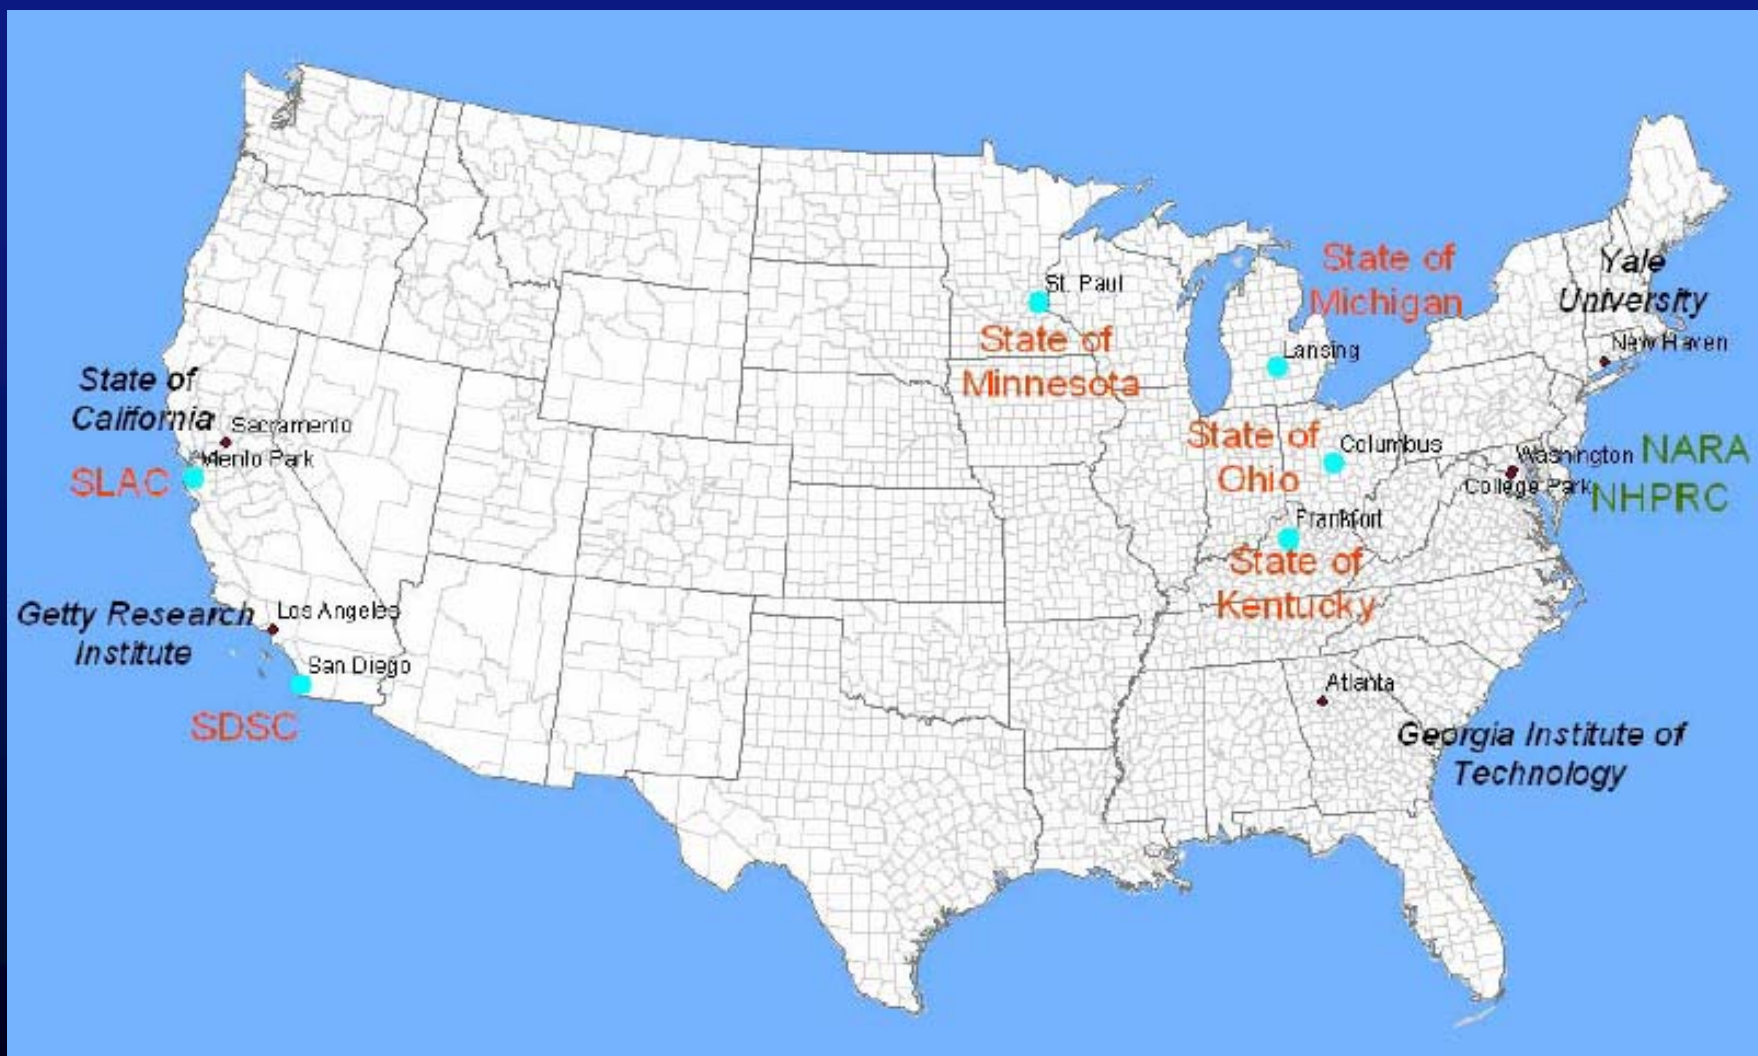 State of
Michigan
Yale
University
St. Paul
State of
Minnesota
Lansing
New Haven
State of
California
Sacramento
Menlo Park
SLAC
State of
Ohio
Columbus
Washington
NARA
College Park
NHPRC
Frankfort
State of
Kentucky
Getty Research
Institute
Los Angeles
San Diego
SDSC
Atlanta
Georgia Institute of
Technology